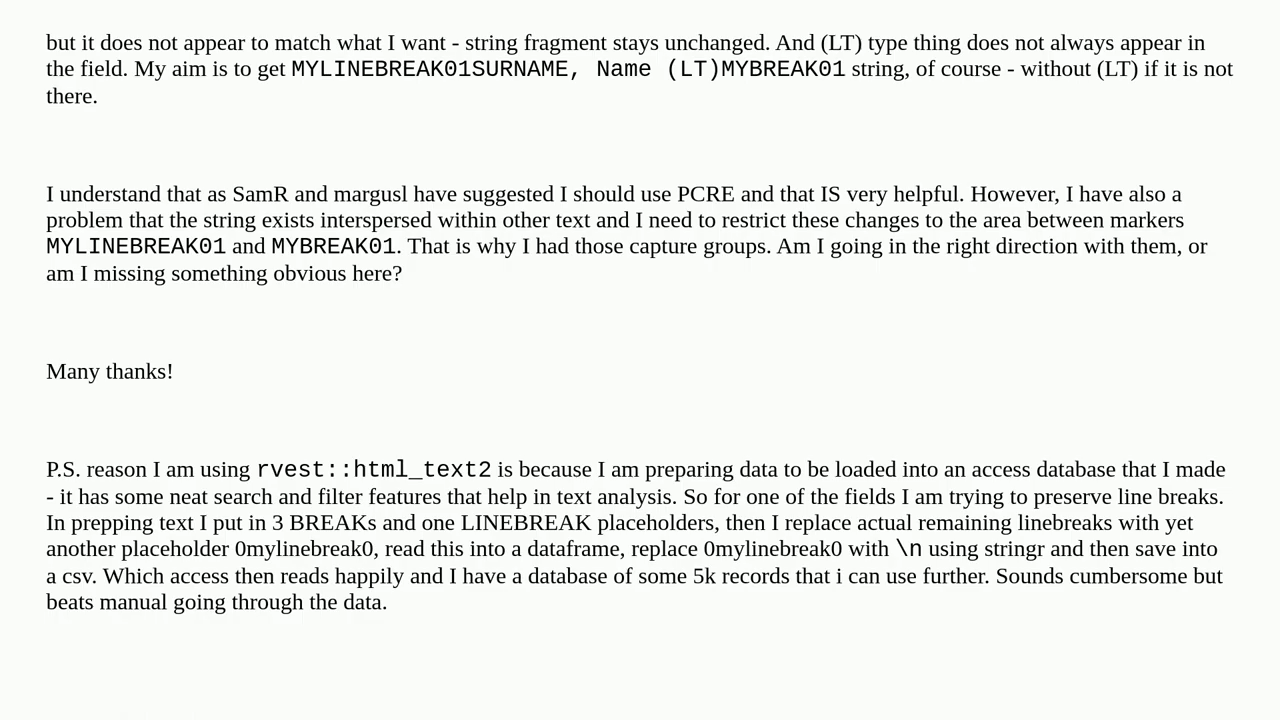 but it does not appear to match what I want - string fragment stays unchanged. And (LT) type thing does not always appear in
the field. My aim is to get MYLINEBREAK01SURNAME, Name (LT)MYBREAK01 string, of course - without (LT) if it is not
there.
I understand that as SamR and margusl have suggested I should use PCRE and that IS very helpful. However, I have also a
problem that the string exists interspersed within other text and I need to restrict these changes to the area between markers
MYLINEBREAK01 and MYBREAK01. That is why I had those capture groups. Am I going in the right direction with them, or
am I missing something obvious here?
Many thanks!
P.S. reason I am using rvest::html_text2 is because I am preparing data to be loaded into an access database that I made
- it has some neat search and filter features that help in text analysis. So for one of the fields I am trying to preserve line breaks.
In prepping text I put in 3 BREAKs and one LINEBREAK placeholders, then I replace actual remaining linebreaks with yet
another placeholder 0mylinebreak0, read this into a dataframe, replace 0mylinebreak0 with \n using stringr and then save into
a csv. Which access then reads happily and I have a database of some 5k records that i can use further. Sounds cumbersome but
beats manual going through the data.